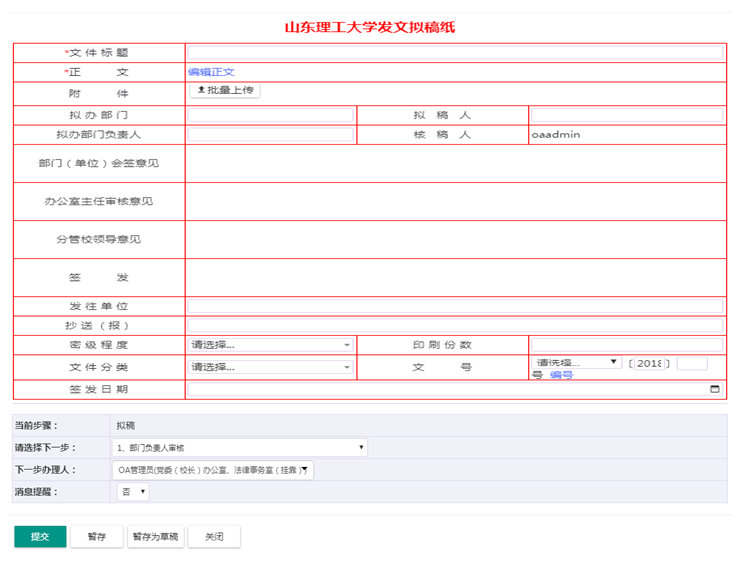 山东理工大学发文拟稿纸
*文 件 标 题
*正 文 编辑正文
附 件 批量上传
拟 办 部 门 拟 稿 人
拟办部门负责人 核 稿 人 oaadmin
部门（单位）会签意见
办公室主任审核意见
分管校领导意见
签 发
发 往 单 位
抄 送 （报）
密 级 程 度 请选择... 印 刷 份 数
文 件 分 类 请选择... 文 号 请选择... 〔2018〕
号 编号
签 发 日 期
当前步骤： 拟稿
请选择下一步： 1、部门负责人审核
下一步办理人： OA管理员(党委（校长）办公室、法律事务室（挂靠）)
消息提醒： 否
提交 暂存 暂存为草稿 关闭